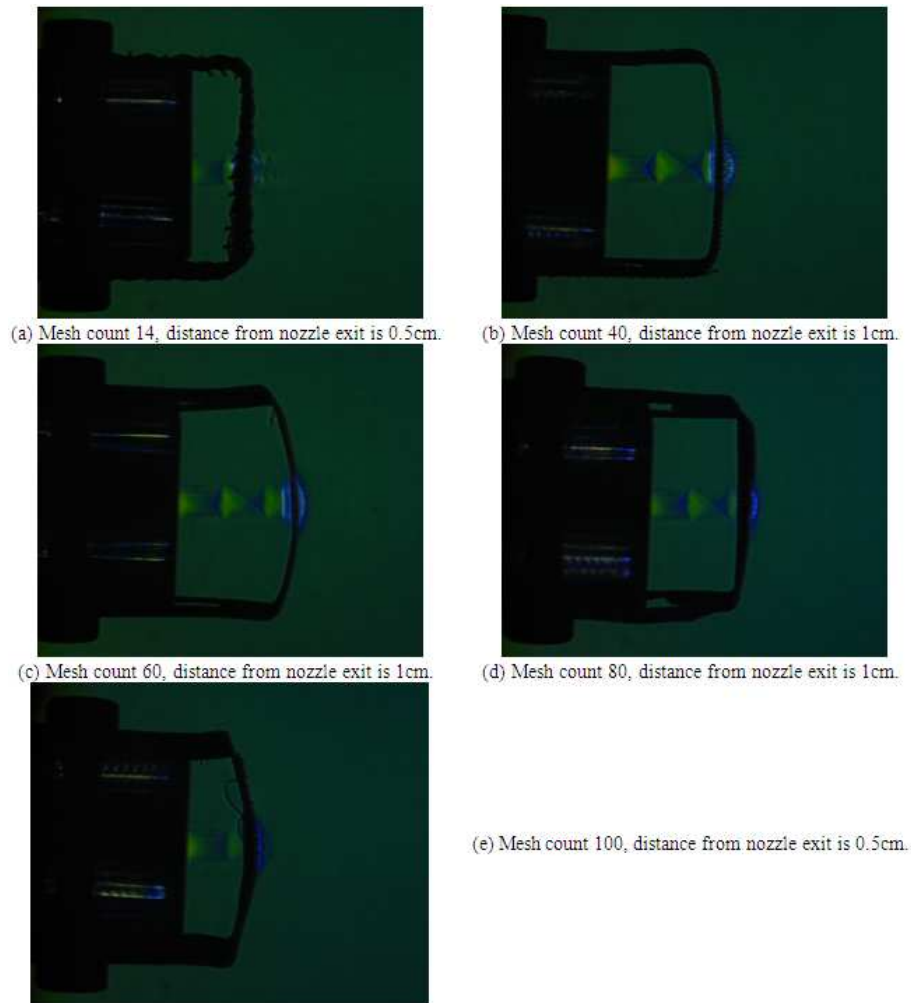 (a) Mesh count 14, distance from nozzle exit is 0.5cm.
(b) Mesh count 40, distance from nozzle exit is 1cm.
(c) Mesh count 60, distance from nozzle exit is 1cm.
(d) Mesh count 80, distance from nozzle exit is 1cm.
(e) Mesh count 100, distance from nozzle exit is 0.5cm.